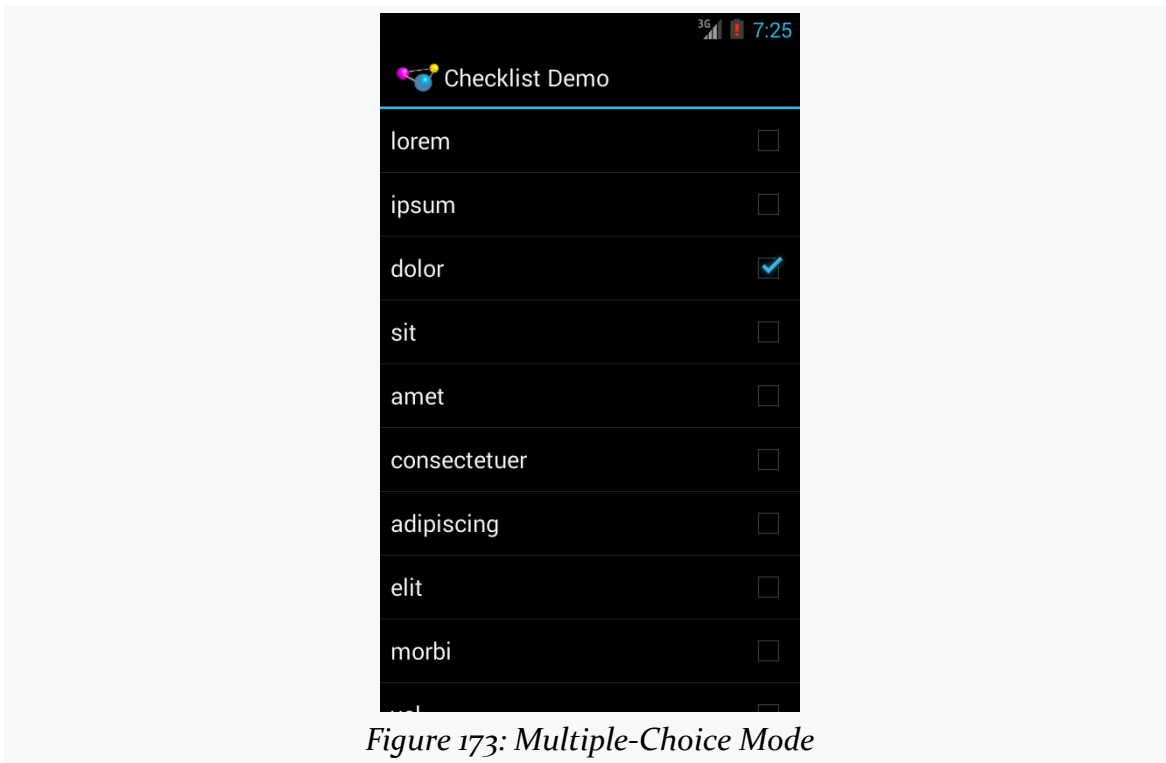 3G 7:25
Checklist Demo
lorem
ipsum
dolor
sit
amet
consectetuer
adipiscing
elit
morbi
Figure 173: Multiple-Choice Mode